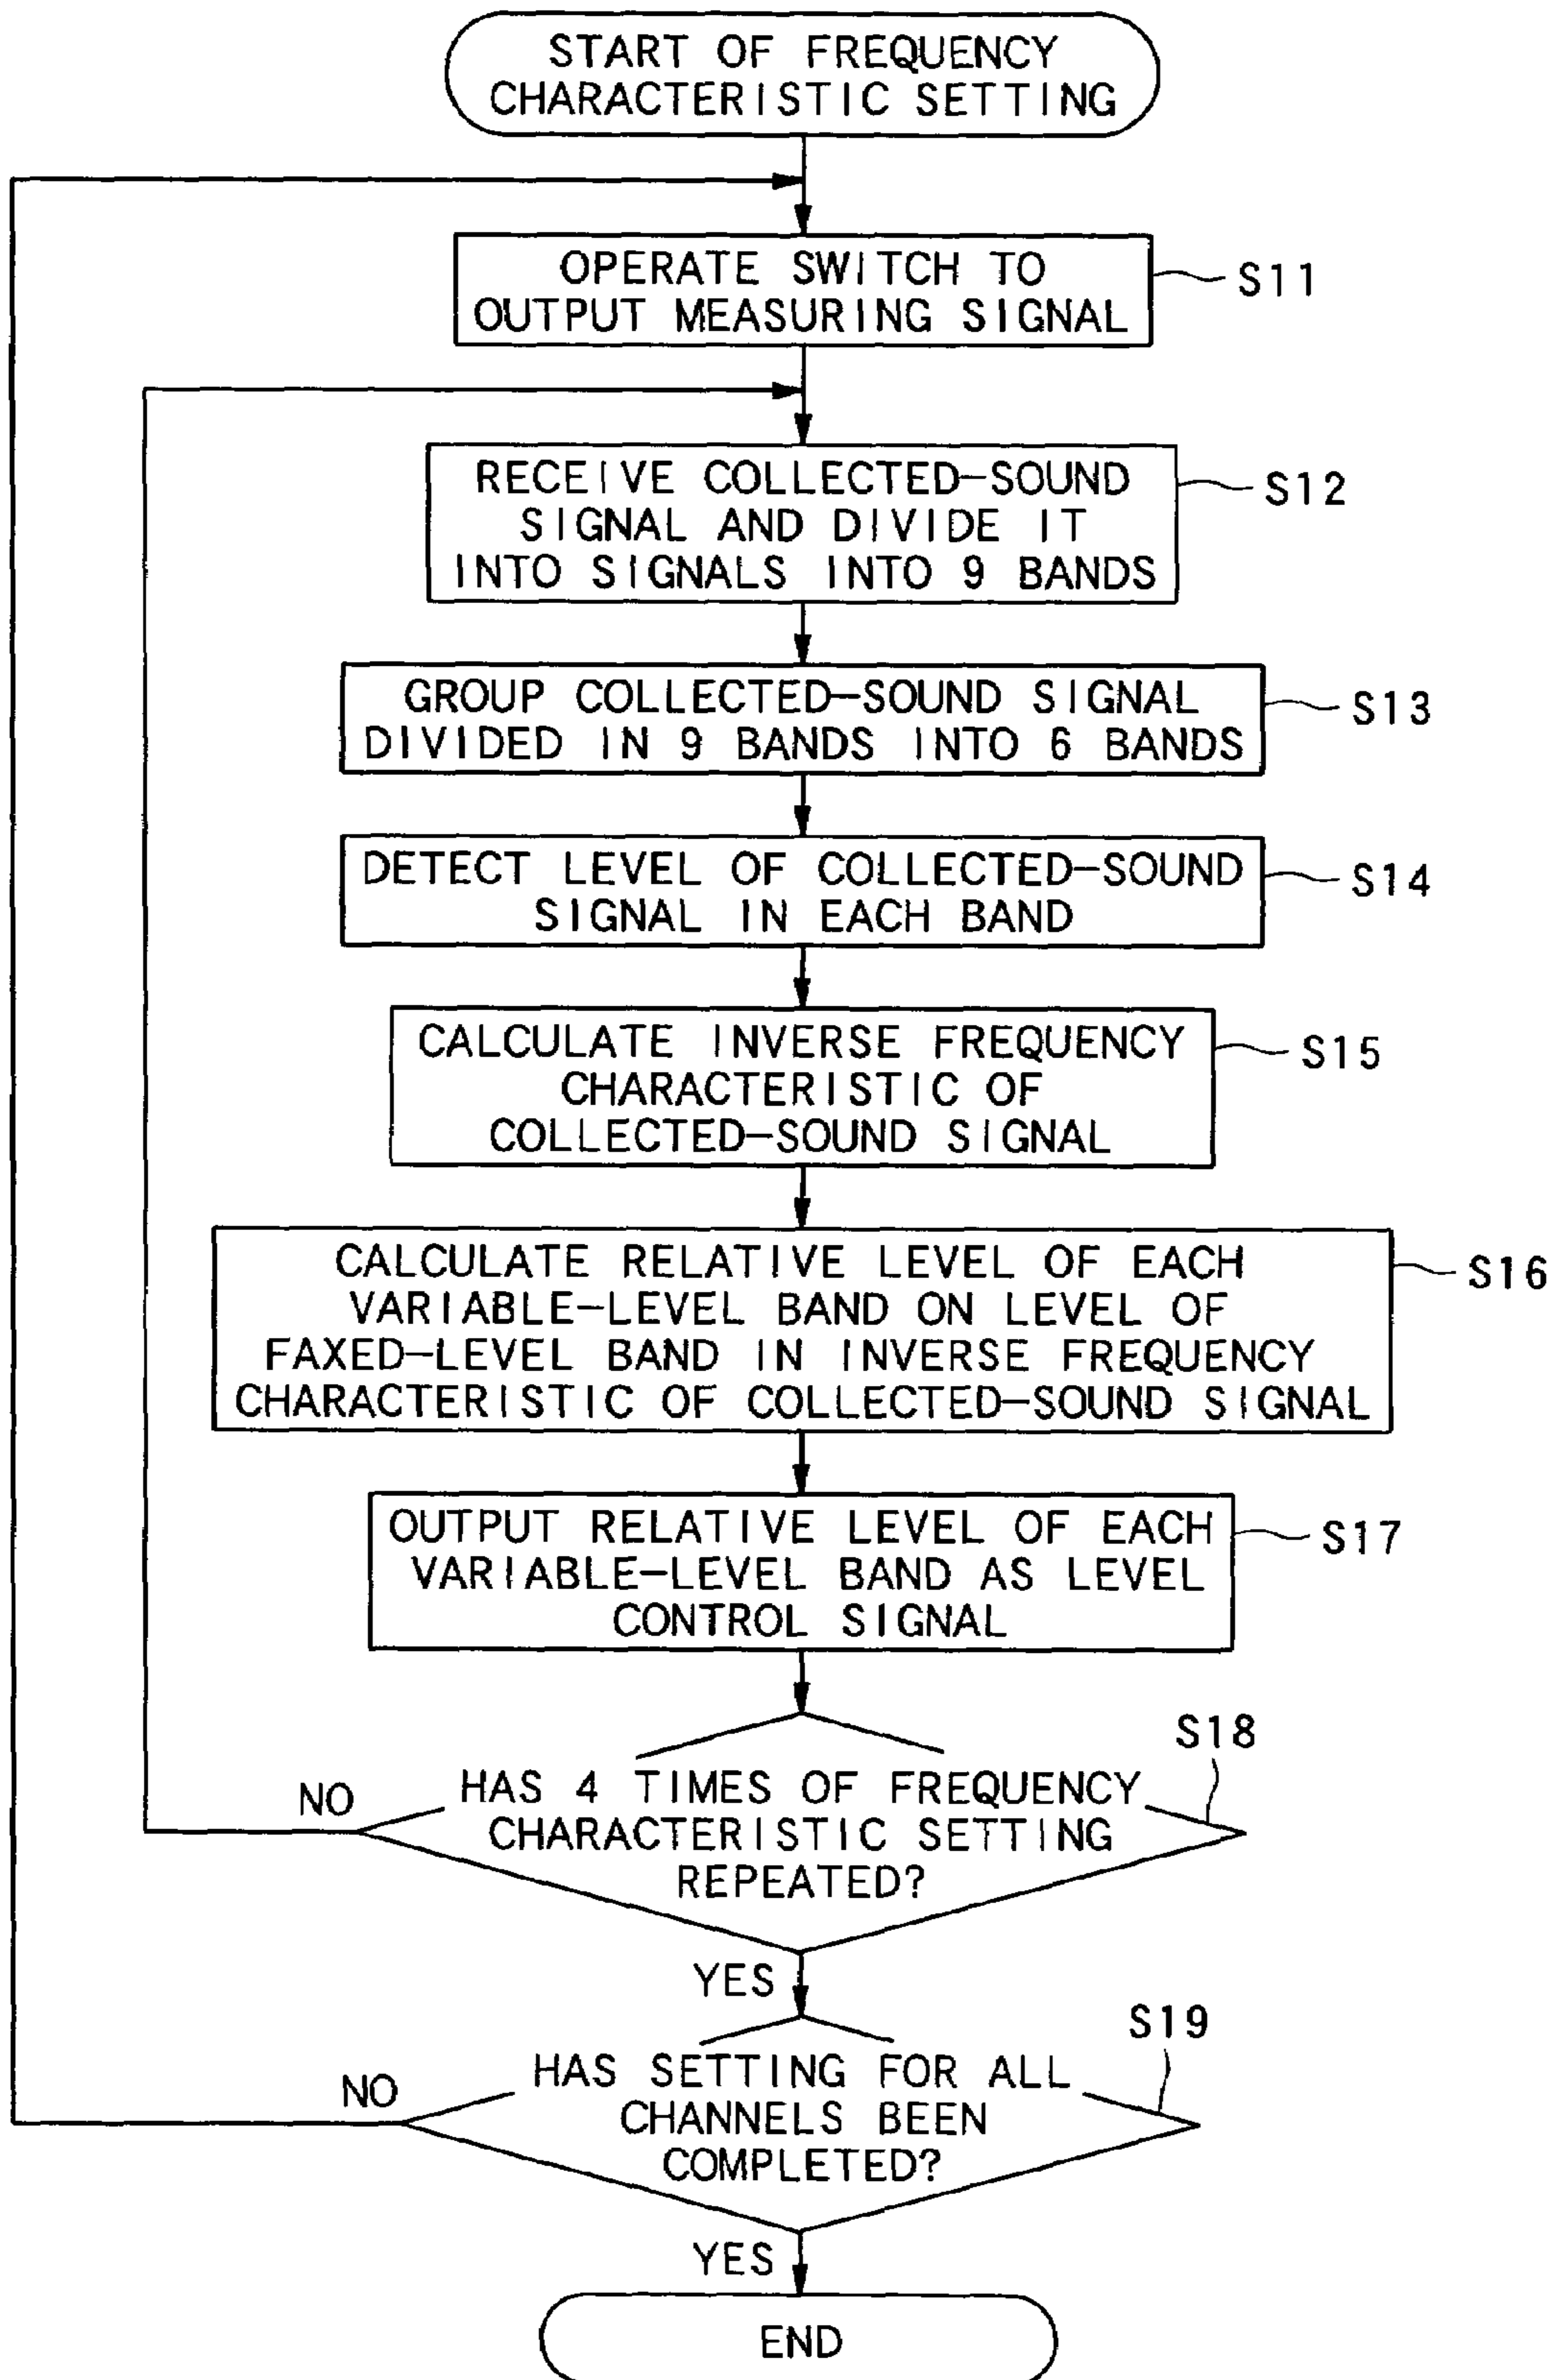 START OF FREQUENCY
CHARACTERISTIC SETTING
OPERATE SWITCH TO
OUTPUT MEASURING SIGNAL
S11
RECEIVE COLLECTED-SOUND
SIGNAL AND DIVIDE IT
INTO SIGNALS INTO 9 BANDS
S12
GROUP COLLECTED-SOUND SIGNAL
DIVIDED IN 9 BANDS INTO 6 BANDS
S13
DETECT LEVEL OF COLLECTED-SOUND
SIGNAL IN EACH BAND
S14
CALCULATE INVERSE FREQUENCY
CHARACTERISTIC OF
COLLECTED-SOUND SIGNAL
S15
CALCULATE RELATIVE LEVEL OF EACH
VARIABLE-LEVEL BAND ON LEVEL OF
FAXED-LEVEL BAND IN INVERSE FREQUENCY
CHARACTERISTIC OF COLLECTED-SOUND SIGNAL
S16
OUTPUT RELATIVE LEVEL OF EACH
VARIABLE-LEVEL BAND AS LEVEL
CONTROL SIGNAL
S17
S18
NO
HAS 4 TIMES OF FREQUENCY
CHARACTERISTIC SETTING
REPEATED?
YES
S19
NO
HAS SETTING FOR ALL
CHANNELS BEEN
COMPLETED?
YES
END